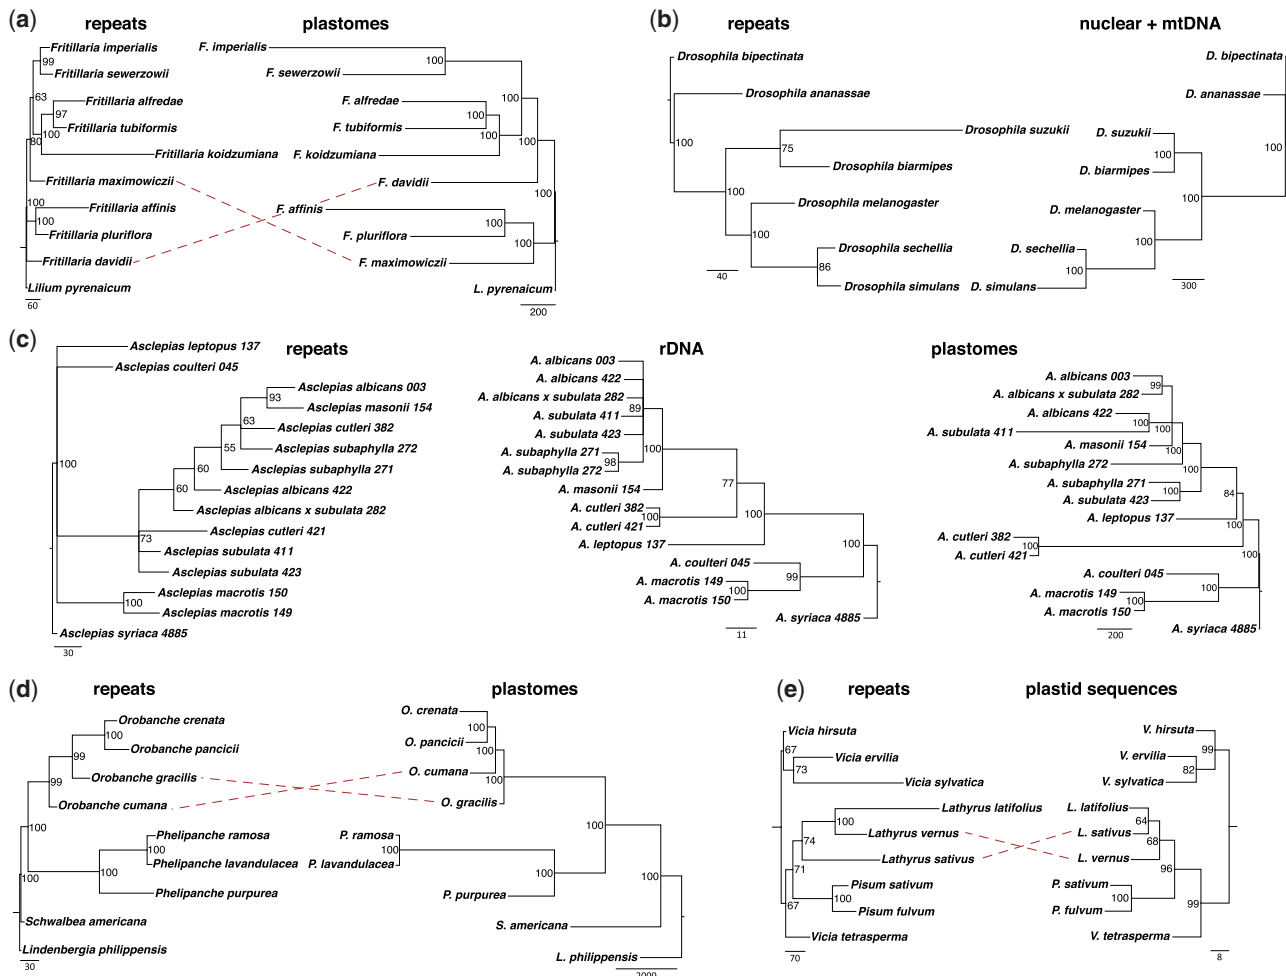 (a)
repeats
plastomes
Fritillaria imperialis
Fritillaria sewerzowii
Fritillaria alfredae
Fritillaria tubiformis
Fritillaria koidzumiana
Fritillaria maximowiczii
Fritillaria affinis
Fritillaria pluriflora
Fritillaria davidii
Lilium pyrenaicum
99
63
97
100
80
100
100
60
F. imperialis
F. sewerzowii
F. alfredae
F. tubiformis
F. koidzumiana
F. davidii
F. affinis
F. pluriflora
F. maximowiczii
L. pyrenaicum
100
100
100
100
100
100
100
100
200
(b)
repeats
nuclear + mtDNA
Drosophila bipectinata
Drosophila ananassae
Drosophila suzukii
Drosophila biarmipes
Drosophila melanogaster
Drosophila sechellia
Drosophila simulans
100
75
100
100
86
40
D. bipectinata
D. ananassae
D. suzukii
D. biarmipes
D. melanogaster
D. sechellia
D. simulans
100
100
100
100
100
300
(c)
repeats
rDNA
plastomes
Asclepias leptopus 137
Asclepias coulteri 045
Asclepias albicans 003
Asclepias masonii 154
Asclepias cutleri 382
Asclepias subaphylla 272
Asclepias subaphylla 271
Asclepias albicans 422
Asclepias albicans x subulata 282
Asclepias cutleri 421
Asclepias subulata 411
Asclepias subulata 423
Asclepias macrotis 150
Asclepias macrotis 149
Asclepias syriaca 4885
93
63
55
60
60
100
73
100
30
A. albicans 003
A. albicans 422
A. albicans x subulata 282
A. subulata 411
A. subulata 423
A. subaphylla 271
A. subaphylla 272
A. masonii 154
A. cutleri 382
A. cutleri 421
A. leptopus 137
A. coulteri 045
A. macrotis 149
A. macrotis 150
A. syriaca 4885
89
100
98
77
100
100
100
99
100
11
A. albicans 003
A. albicans x subulata 282
A. albicans 422
A. subulata 411
A. masonii 154
A. subaphylla 272
A. subaphylla 271
A. subulata 423
A. leptopus 137
A. cutleri 382
A. cutleri 421
A. coulteri 045
A. macrotis 149
A. macrotis 150
A. syriaca 4885
99
100
100
100
100
100
84
100
100
100
100
100
200
(d)
repeats
plastomes
Orobanche crenata
Orobanche pancicii
Orobanche gracilis
Orobanche cumana
Phelipanche ramosa
Phelipanche lavandulacea
Phelipanche purpurea
Schwalbea americana
Lindenbergia philippensis
100
99
99
100
100
100
100
30
O. crenata
O. pancicii
O. cumana
O. gracilis
P. ramosa
P. lavandulacea
P. purpurea
S. americana
L. philippensis
100
100
100
100
100
100
100
2000
(e)
repeats
plastid sequences
Vicia hirsuta
Vicia ervilia
Vicia sylvatica
Lathyrus latifolius
Lathyrus vernus
Lathyrus sativus
Pisum sativum
Pisum fulvum
Vicia tetrasperma
67
73
100
74
71
100
67
70
V. hirsuta
V. ervilia
V. sylvatica
L. latifolius
L. sativus
L. vernus
P. sativum
P. fulvum
V. tetrasperma
99
82
64
68
96
100
99
8